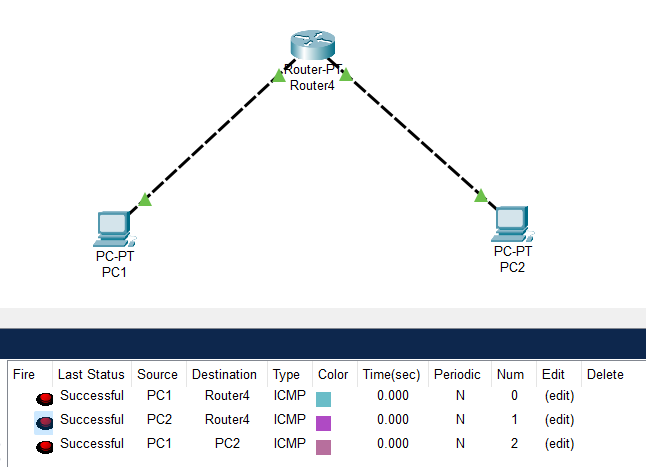 Router-PT
Router4
PC-PT
PC1
PC-PT
PC2
Fire Last Status Source Destination Type Color Time(sec) Periodic Num Edit Delete
Successful PC1 Router4 ICMP 0.000 N 0 (edit)
Successful PC2 Router4 ICMP 0.000 N 1 (edit)
Successful PC1 PC2 ICMP 0.000 N 2 (edit)